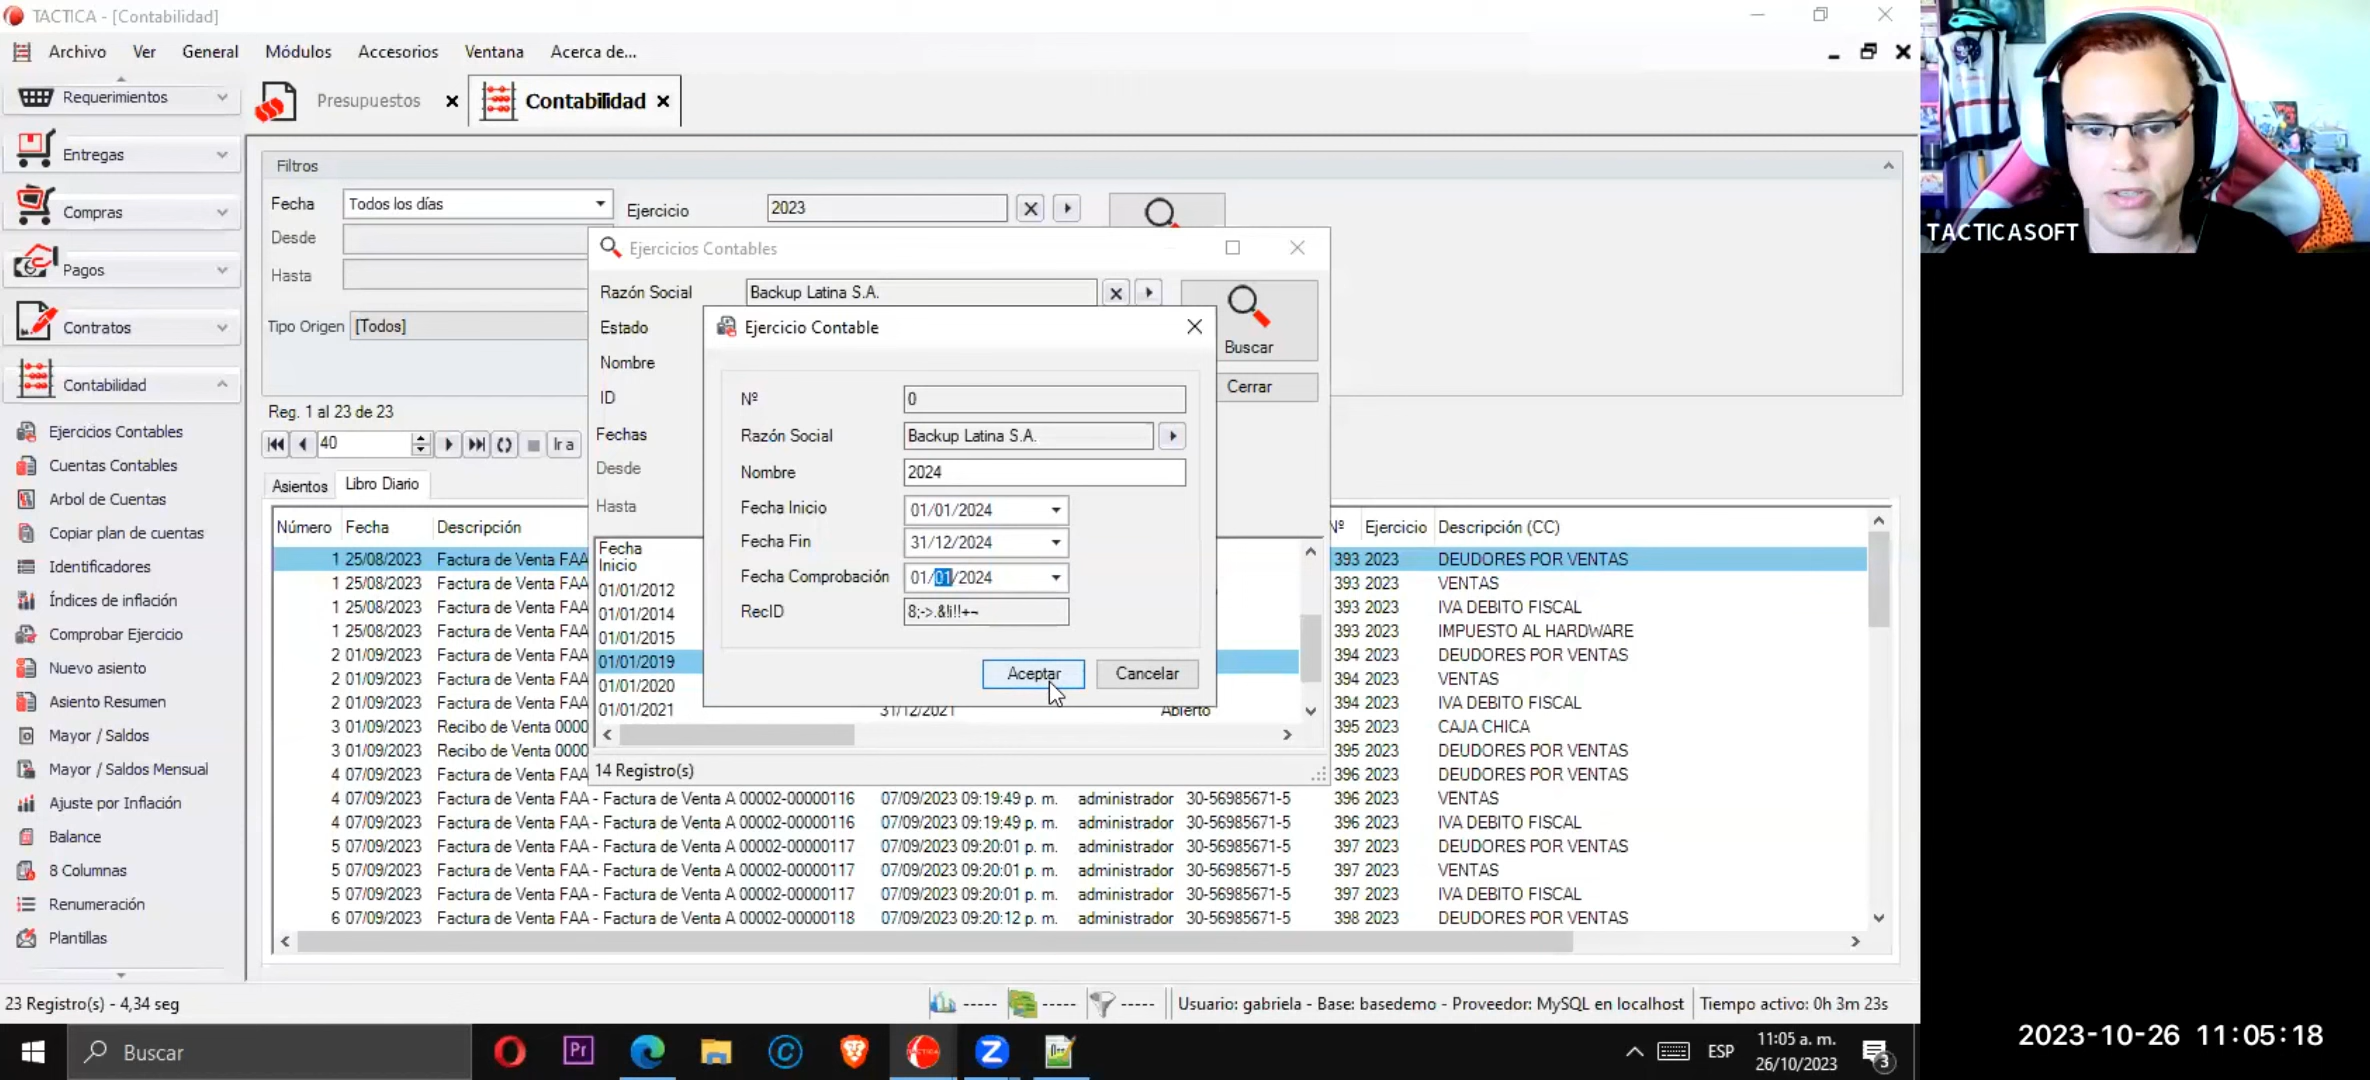 TACTICA - [Contabilidad]
Archivo Ver General Módulos Accesorios Ventana Acerca de...
Requerimientos
Entregas
Compras
Pagos
Contratos
Contabilidad
Ejercicios Contables
Cuentas Contables
Arbol de Cuentas
Copiar plan de cuentas
Identificadores
Índices de inflación
Comprobar Ejercicio
Nuevo asiento
Asiento Resumen
Mayor / Saldos
Mayor / Saldos Mensual
Ajuste por Inflación
Balance
8 Columnas
Renumeración
Plantillas
Presupuestos
Contabilidad
Filtros
Fecha Todos los días Ejercicio 2023
Desde
Hasta
Tipo Origen [Todos]
Reg. 1 al 23 de 23
40 Ir a
Asientos Libro Diario
Ejercicios Contables
Razón Social Backup Latina S.A.
Estado
Nombre
ID
Fechas
Desde
Hasta
Buscar
Cerrar
Fecha Inicio
01/01/2012
01/01/2014
01/01/2015
01/01/2019
01/01/2020
01/01/2021 31/12/2021 Abierto
14 Registro(s)
Ejercicio Contable
Nº 0
Razón Social Backup Latina S.A.
Nombre 2024
Fecha Inicio 01/01/2024
Fecha Fin 31/12/2024
Fecha Comprobación 01/01/2024
RecID 8;->.&!i!!+~
Aceptar Cancelar
Número Fecha Descripción Nº Ejercicio Descripción (CC)
1 25/08/2023 Factura de Venta FAA 393 2023 DEUDORES POR VENTAS
1 25/08/2023 Factura de Venta FAA 393 2023 VENTAS
1 25/08/2023 Factura de Venta FAA 393 2023 IVA DEBITO FISCAL
1 25/08/2023 Factura de Venta FAA 393 2023 IMPUESTO AL HARDWARE
2 01/09/2023 Factura de Venta FAA 394 2023 DEUDORES POR VENTAS
2 01/09/2023 Factura de Venta FAA 394 2023 VENTAS
2 01/09/2023 Factura de Venta FAA 394 2023 IVA DEBITO FISCAL
3 01/09/2023 Recibo de Venta 0000 395 2023 CAJA CHICA
3 01/09/2023 Recibo de Venta 0000 395 2023 DEUDORES POR VENTAS
4 07/09/2023 Factura de Venta FAA 396 2023 DEUDORES POR VENTAS
4 07/09/2023 Factura de Venta FAA - Factura de Venta A 00002-00000116 07/09/2023 09:19:49 p. m. administrador 30-56985671-5 396 2023 VENTAS
4 07/09/2023 Factura de Venta FAA - Factura de Venta A 00002-00000116 07/09/2023 09:19:49 p. m. administrador 30-56985671-5 396 2023 IVA DEBITO FISCAL
5 07/09/2023 Factura de Venta FAA - Factura de Venta A 00002-00000117 07/09/2023 09:20:01 p. m. administrador 30-56985671-5 397 2023 DEUDORES POR VENTAS
5 07/09/2023 Factura de Venta FAA - Factura de Venta A 00002-00000117 07/09/2023 09:20:01 p. m. administrador 30-56985671-5 397 2023 VENTAS
5 07/09/2023 Factura de Venta FAA - Factura de Venta A 00002-00000117 07/09/2023 09:20:01 p. m. administrador 30-56985671-5 397 2023 IVA DEBITO FISCAL
6 07/09/2023 Factura de Venta FAA - Factura de Venta A 00002-00000118 07/09/2023 09:20:12 p. m. administrador 30-56985671-5 398 2023 DEUDORES POR VENTAS
23 Registro(s) - 4,34 seg ----- ----- ----- Usuario: gabriela - Base: basedemo - Proveedor: MySQL en localhost Tiempo activo: 0h 3m 23s
Buscar Pr ESP 11:05 a. m.
26/10/2023
3
TACTICASOFT
2023-10-26 11:05:18